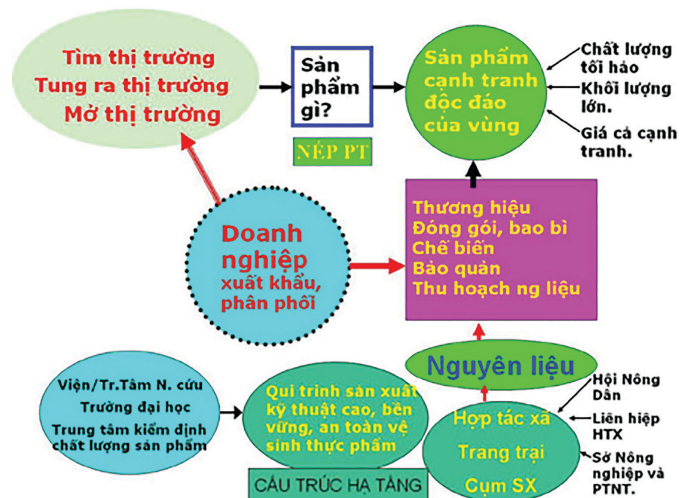 Tìm thị trường
Tung ra thị trường
Mở thị trường
Sản
phẩm
gì?
NẾP PT
Sản phẩm
cạnh tranh
độc đáo
của vùng
Chất lượng
tối hảo
Khối lượng
lớn.
Giá cả cạnh
tranh.
Doanh
nghiệp
xuất khẩu,
phân phối
Thương hiệu
Đóng gói, bao bì
Chế biến
Bảo quản
Thu hoạch ng liệu
Nguyên liệu
Viện/Tr.Tâm N. cứu
Trường đại học
Trung tâm kiểm định
chất lượng sản phẩm
Qui trình sản xuất
kỹ thuật cao, bền
vững, an toàn vệ
sinh thực phẩm
CẤU TRÚC HẠ TẦNG
Hợp tác xã
Trang trại
Cụm SX
Hội Nông
Dân
Liên hiệp
HTX
Sở Nông
nghiệp và
PTNT.